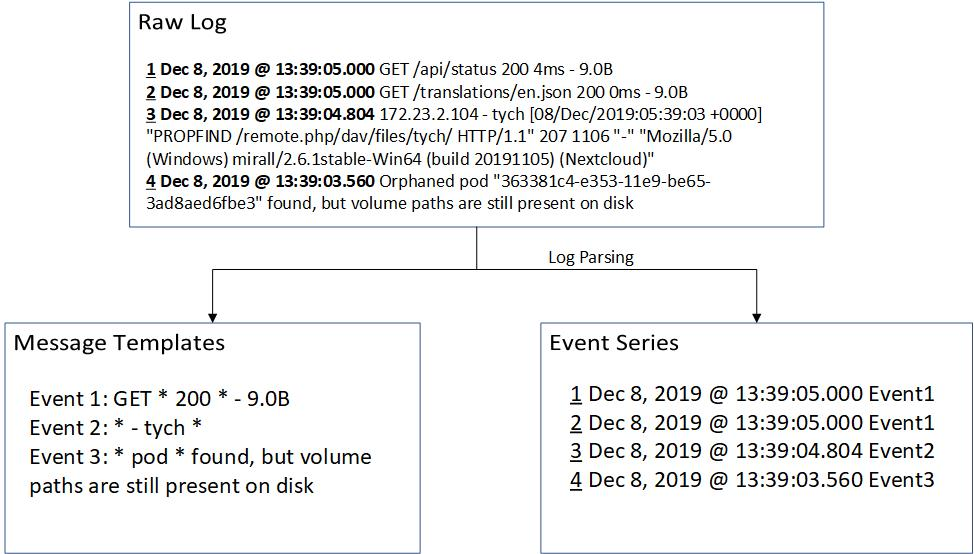 Raw Log
1 Dec 8, 2019 @ 13:39:05.000 GET /api/status 200 4ms - 9.0B
2 Dec 8, 2019 @ 13:39:05.000 GET /translations/en.json 200 0ms - 9.0B
3 Dec 8, 2019 @ 13:39:04.804 172.23.2.104 - tych [08/Dec/2019:05:39:03 +0000]
"PROPFIND /remote.php/dav/files/tych/ HTTP/1.1" 207 1106 "-" "Mozilla/5.0
(Windows) mirall/2.6.1stable-Win64 (build 20191105) (Nextcloud)"
4 Dec 8, 2019 @ 13:39:03.560 Orphaned pod "363381c4-e353-11e9-be65-
3ad8aed6fbe3" found, but volume paths are still present on disk
Log Parsing
Message Templates
Event 1: GET * 200 * - 9.0B
Event 2: * - tych *
Event 3: * pod * found, but volume
paths are still present on disk
Event Series
1 Dec 8, 2019 @ 13:39:05.000 Event1
2 Dec 8, 2019 @ 13:39:05.000 Event1
3 Dec 8, 2019 @ 13:39:04.804 Event2
4 Dec 8, 2019 @ 13:39:03.560 Event3